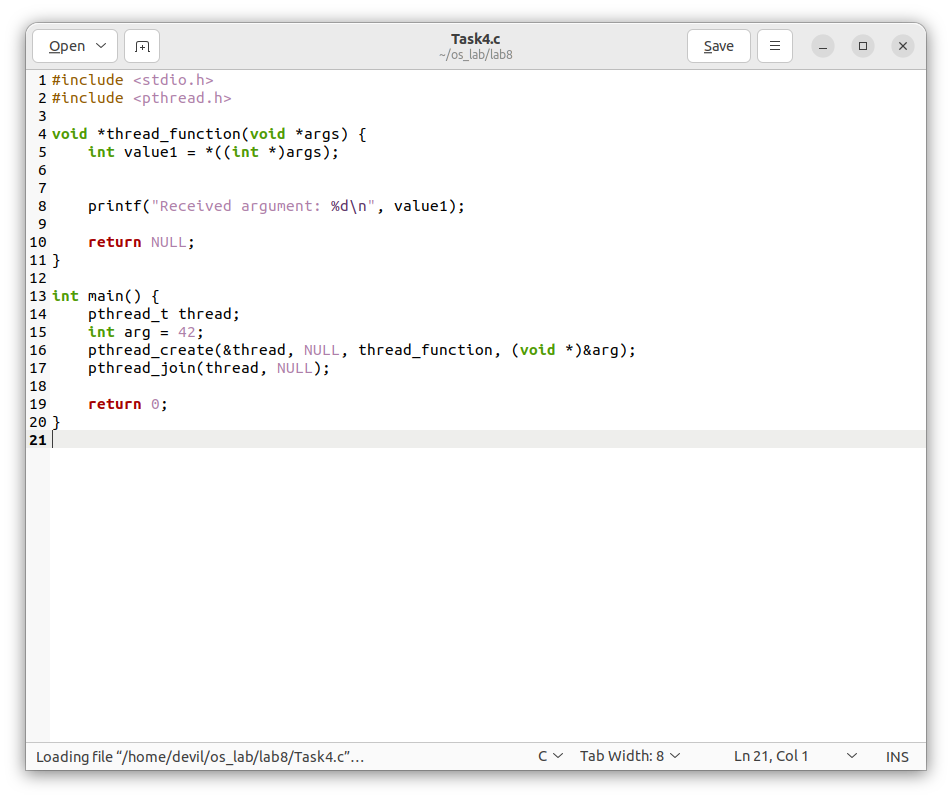 Open
Task4.c
~/os_lab/lab8
Save
1 #include <stdio.h>
2 #include <pthread.h>
3
4 void *thread_function(void *args) {
5     int value1 = *((int *)args);
6
7
8     printf("Received argument: %d\n", value1);
9
10     return NULL;
11 }
12
13 int main() {
14     pthread_t thread;
15     int arg = 42;
16     pthread_create(&thread, NULL, thread_function, (void *)&arg);
17     pthread_join(thread, NULL);
18
19     return 0;
20 }
21
Loading file “/home/devil/os_lab/lab8/Task4.c”… C Tab Width: 8 Ln 21, Col 1 INS